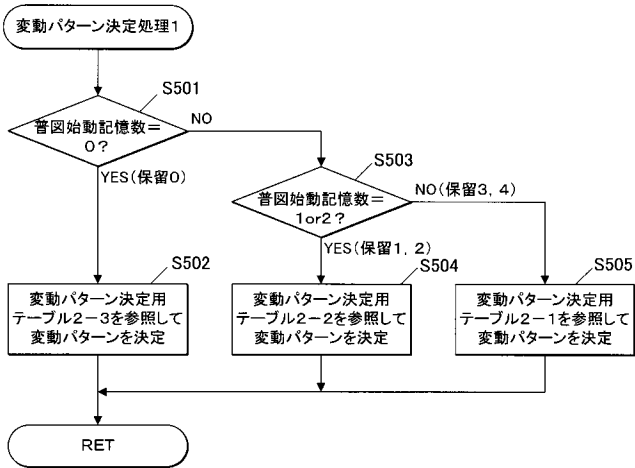 変動パターン決定処理1
S501
普図始動記憶数=
0?
NO
YES(保留0)
S503
普図始動記憶数=
1or2?
NO(保留3, 4)
YES(保留1, 2)
S502
変動パターン決定用
テーブル2-3を参照して
変動パターンを決定
S504
変動パターン決定用
テーブル2-2を参照して
変動パターンを決定
S505
変動パターン決定用
テーブル2-1を参照して
変動パターンを決定
RET